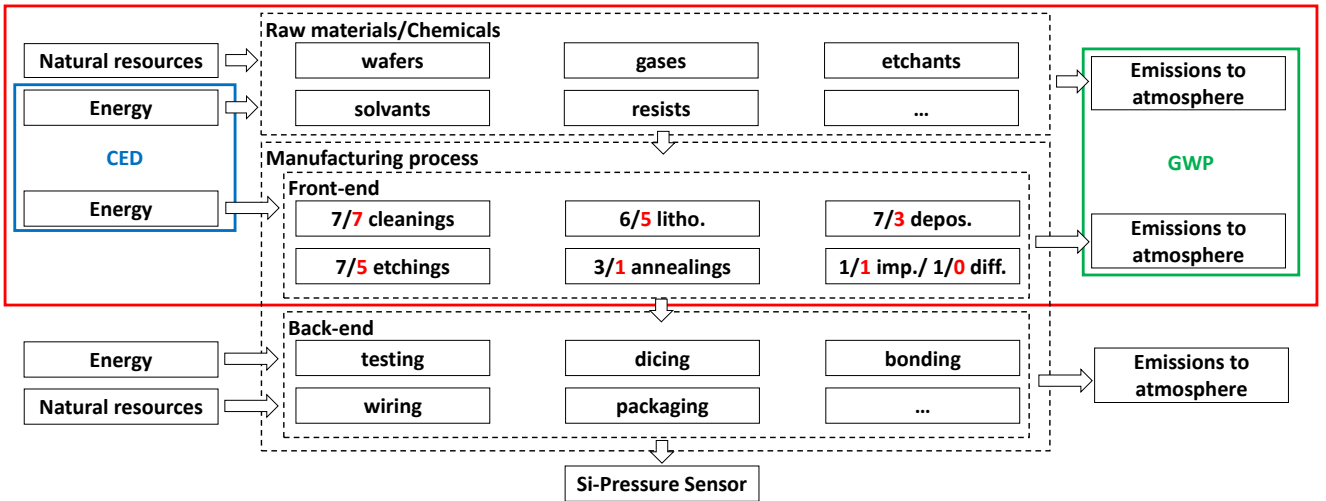 Raw materials/Chemicals
Natural resources
wafers
gases
etchants
Emissions to
atmosphere
Energy
solvants
resists
...
CED
GWP
Manufacturing process
Front-end
Energy
7/7 cleanings
6/5 litho.
7/3 depos.
Emissions to
atmosphere
7/5 etchings
3/1 annealings
1/1 imp./ 1/0 diff.
Back-end
Energy
testing
dicing
bonding
Emissions to
atmosphere
Natural resources
wiring
packaging
...
Si-Pressure Sensor